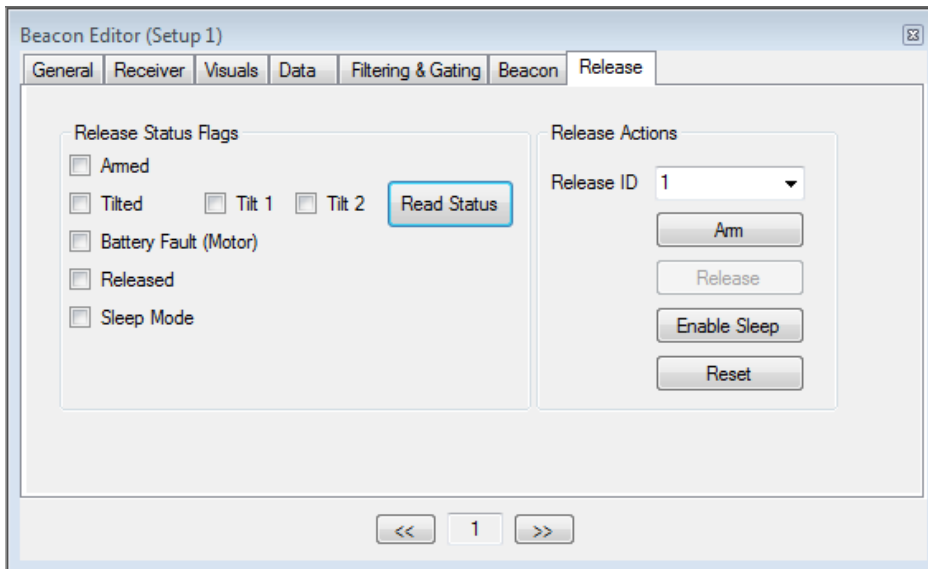 Beacon Editor (Setup 1)
General Receiver Visuals Data Filtering & Gating Beacon Release
Release Status Flags
Armed
Tilted Tilt 1 Tilt 2 Read Status
Battery Fault (Motor)
Released
Sleep Mode
Release Actions
Release ID 1
Arm
Release
Enable Sleep
Reset
<< 1 >>